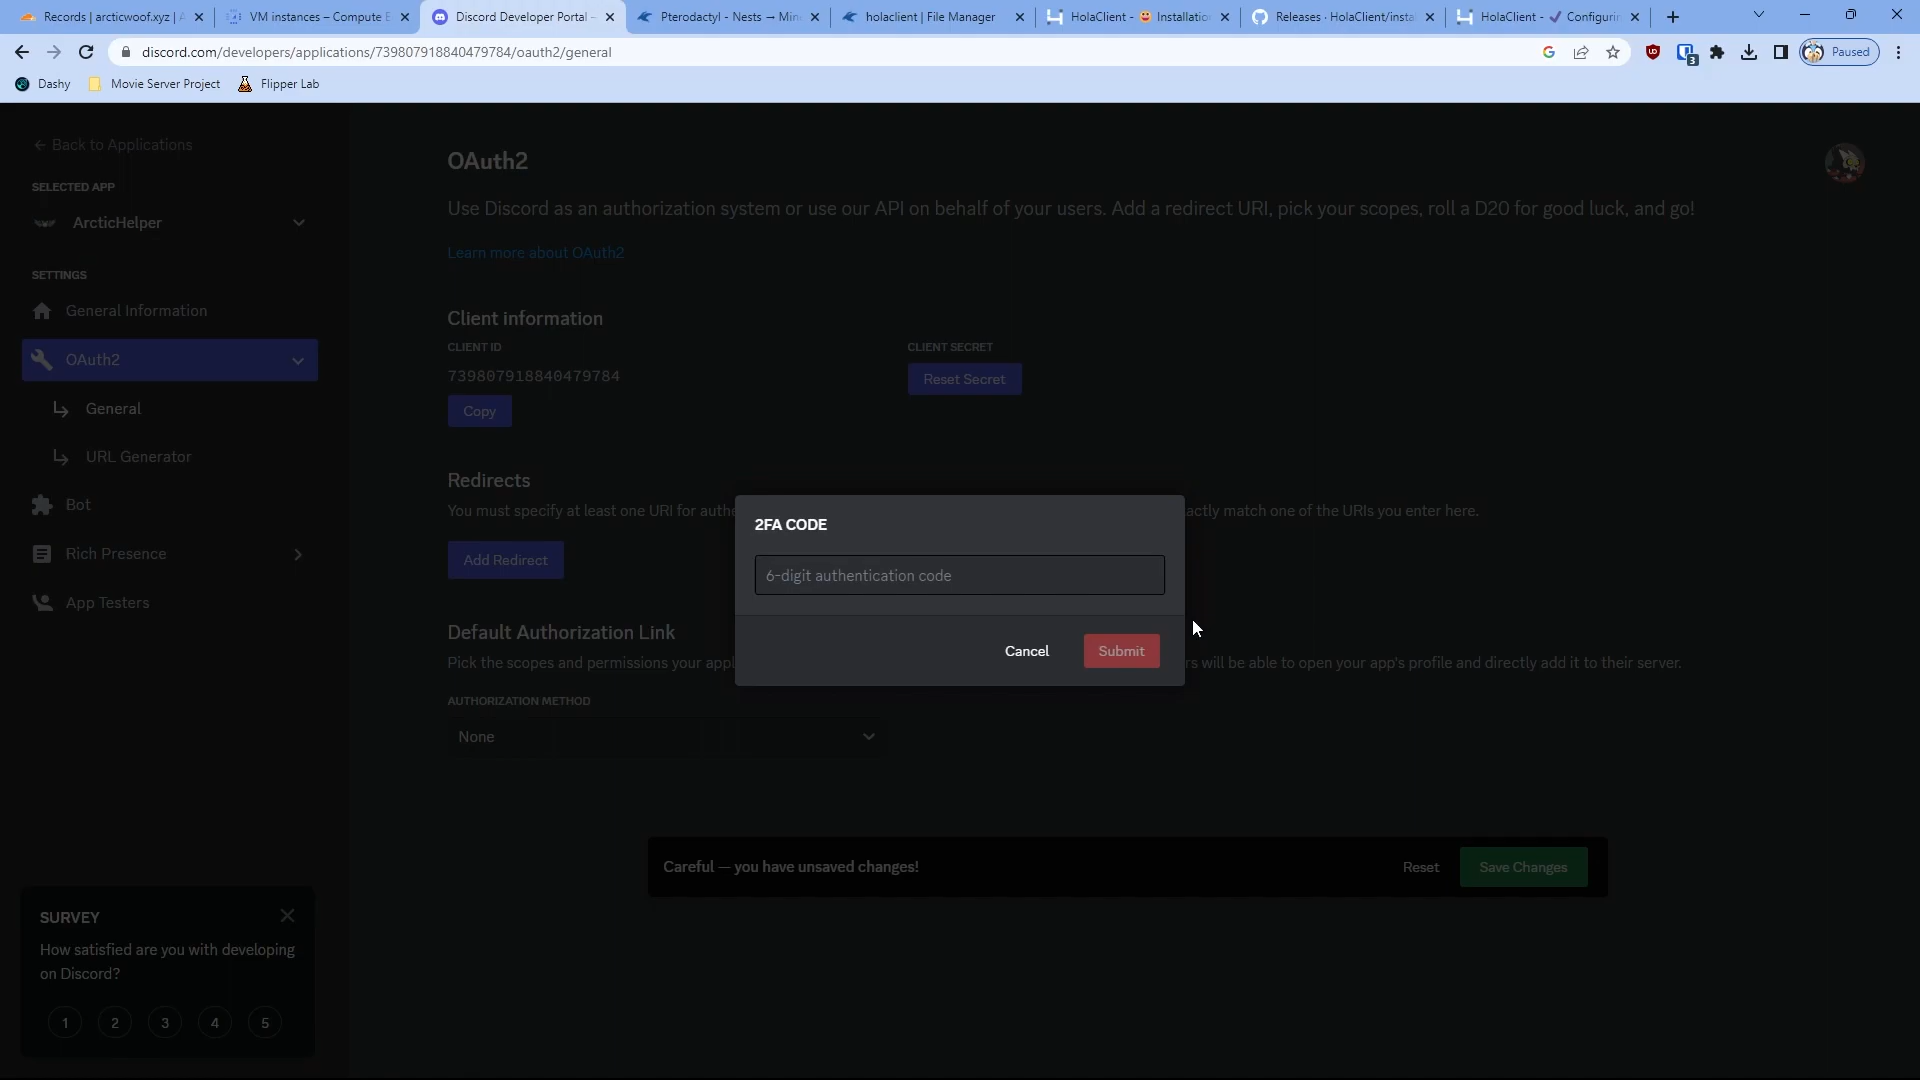 Records | arcticwoof.xyz | A
VM instances – Compute E
Discord Developer Portal –
Pterodactyl - Nests → Min
holaclient | File Manager
HolaClient - 😀 Installatio
Releases · HolaClient/insta
HolaClient - ✔ Configurin
discord.com/developers/applications/739807918840479784/oauth2/general
3
Paused
Dashy
Movie Server Project
Flipper Lab
← Back to Applications
SELECTED APP
ArcticHelper
SETTINGS
General Information
OAuth2
General
URL Generator
Bot
Rich Presence
App Testers
SURVEY
How satisfied are you with developing
on Discord?
1 2 3 4 5
OAuth2
Use Discord as an authorization system or use our API on behalf of your users. Add a redirect URI, pick your scopes, roll a D20 for good luck, and go!
Learn more about OAuth2
Client information
CLIENT ID
739807918840479784
Copy
CLIENT SECRET
Reset Secret
Redirects
You must specify at least one URI for authe
actly match one of the URIs you enter here.
Add Redirect
Default Authorization Link
Pick the scopes and permissions your appl
rs will be able to open your app's profile and directly add it to their server.
AUTHORIZATION METHOD
None
2FA CODE
6-digit authentication code
Cancel
Submit
Careful — you have unsaved changes!
Reset
Save Changes